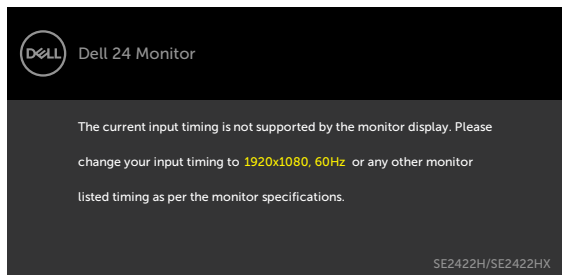 DELL Dell 24 Monitor
The current input timing is not supported by the monitor display. Please
change your input timing to 1920x1080, 60Hz or any other monitor
listed timing as per the monitor specifications.
SE2422H/SE2422HX